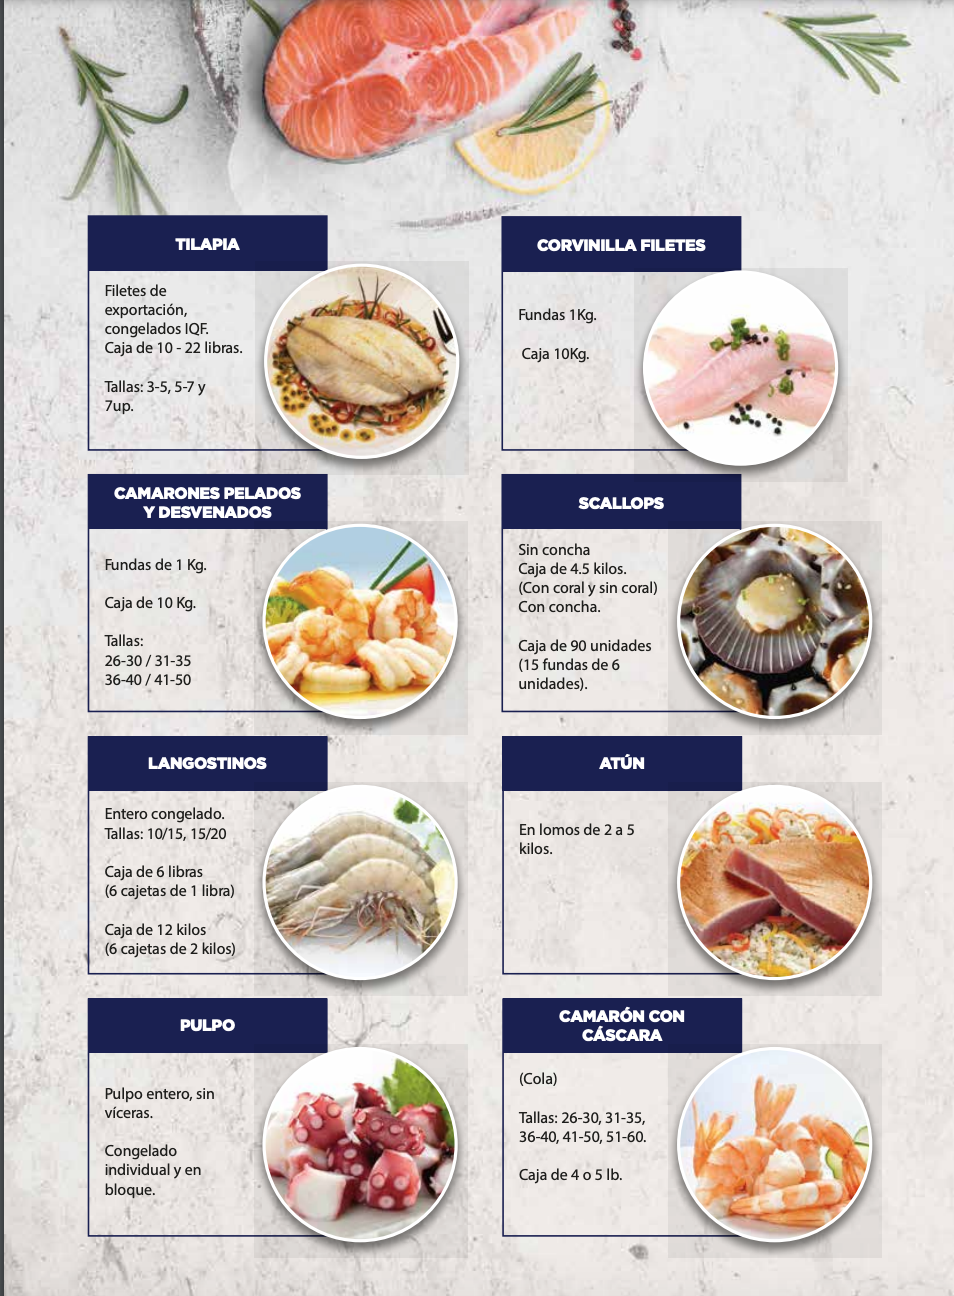 TILAPIA
Filetes de
exportación,
congelados IQF.
Caja de 10 - 22 libras.
Tallas: 3-5, 5-7 y
7up.
CORVINILLA FILETES
Fundas 1Kg.
Caja 10Kg.
CAMARONES PELADOS
Y DESVENADOS
Fundas de 1 Kg.
Caja de 10 Kg.
Tallas:
26-30 / 31-35
36-40 / 41-50
SCALLOPS
Sin concha
Caja de 4.5 kilos.
(Con coral y sin coral)
Con concha.
Caja de 90 unidades
(15 fundas de 6
unidades).
LANGOSTINOS
Entero congelado.
Tallas: 10/15, 15/20
Caja de 6 libras
(6 cajetas de 1 libra)
Caja de 12 kilos
(6 cajetas de 2 kilos)
ATÚN
En lomos de 2 a 5
kilos.
PULPO
Pulpo entero, sin
víceras.
Congelado
individual y en
bloque.
CAMARÓN CON
CÁSCARA
(Cola)
Tallas: 26-30, 31-35,
36-40, 41-50, 51-60.
Caja de 4 o 5 lb.